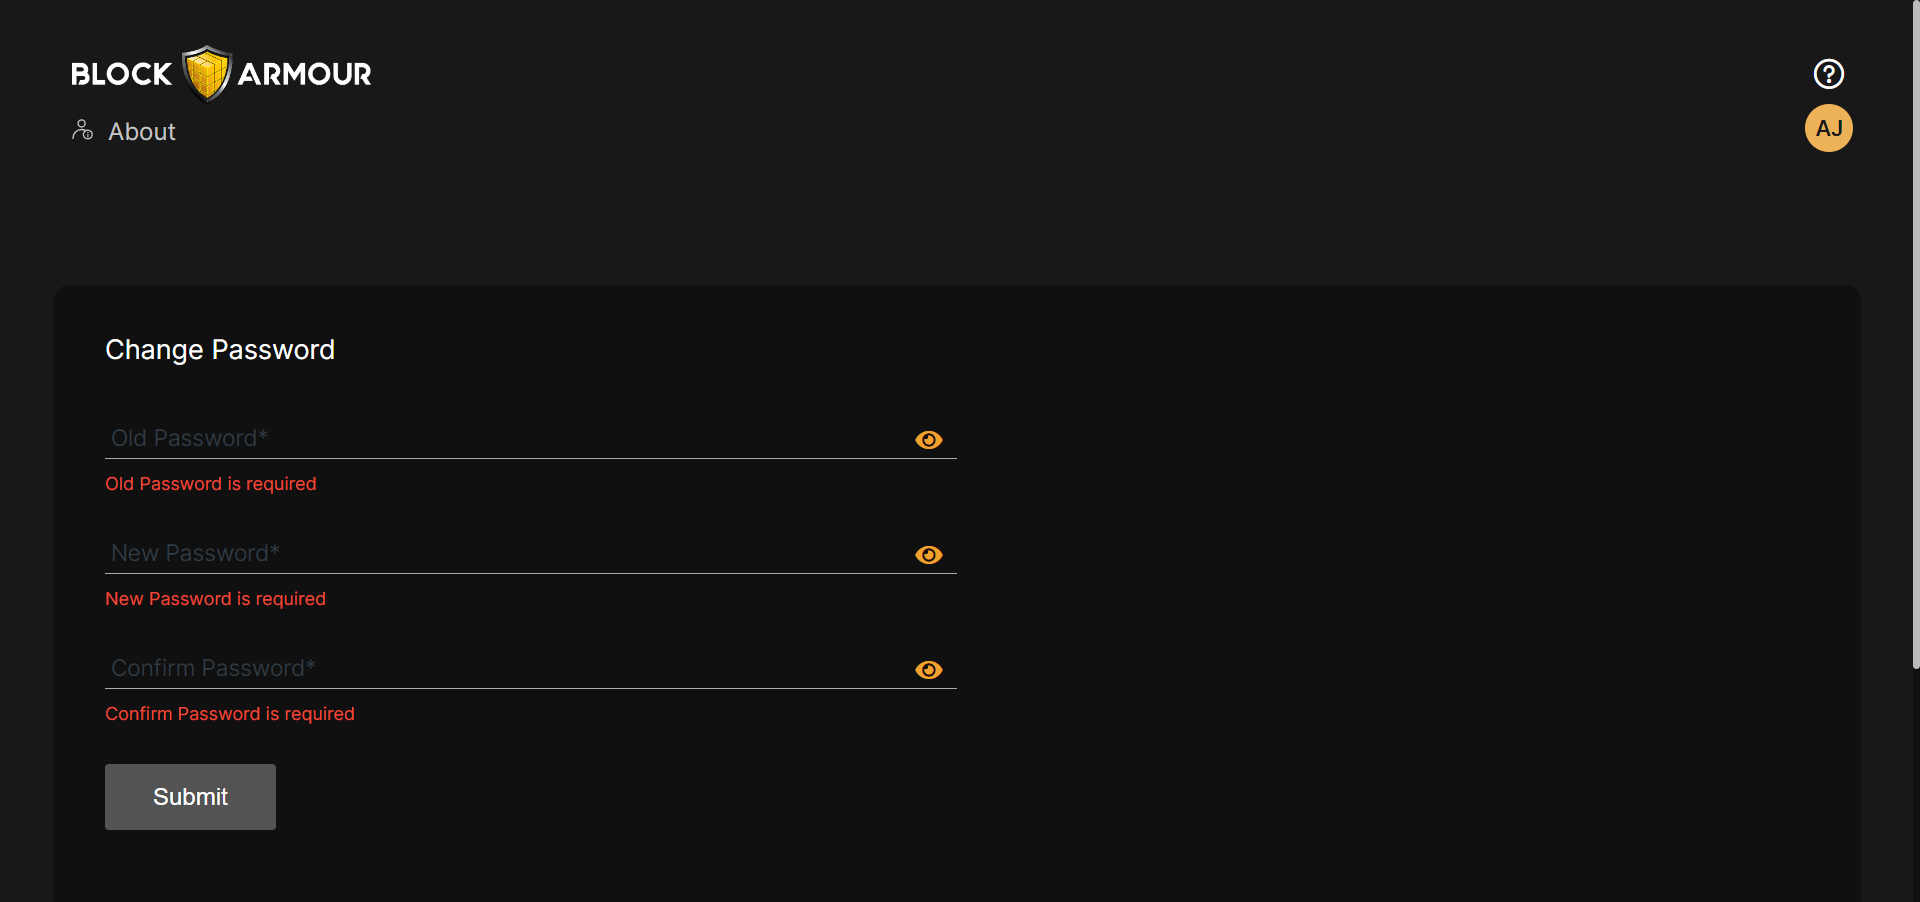 BLOCK ARMOUR
About
AJ
Change Password
Old Password*
Old Password is required
New Password*
New Password is required
Confirm Password*
Confirm Password is required
Submit